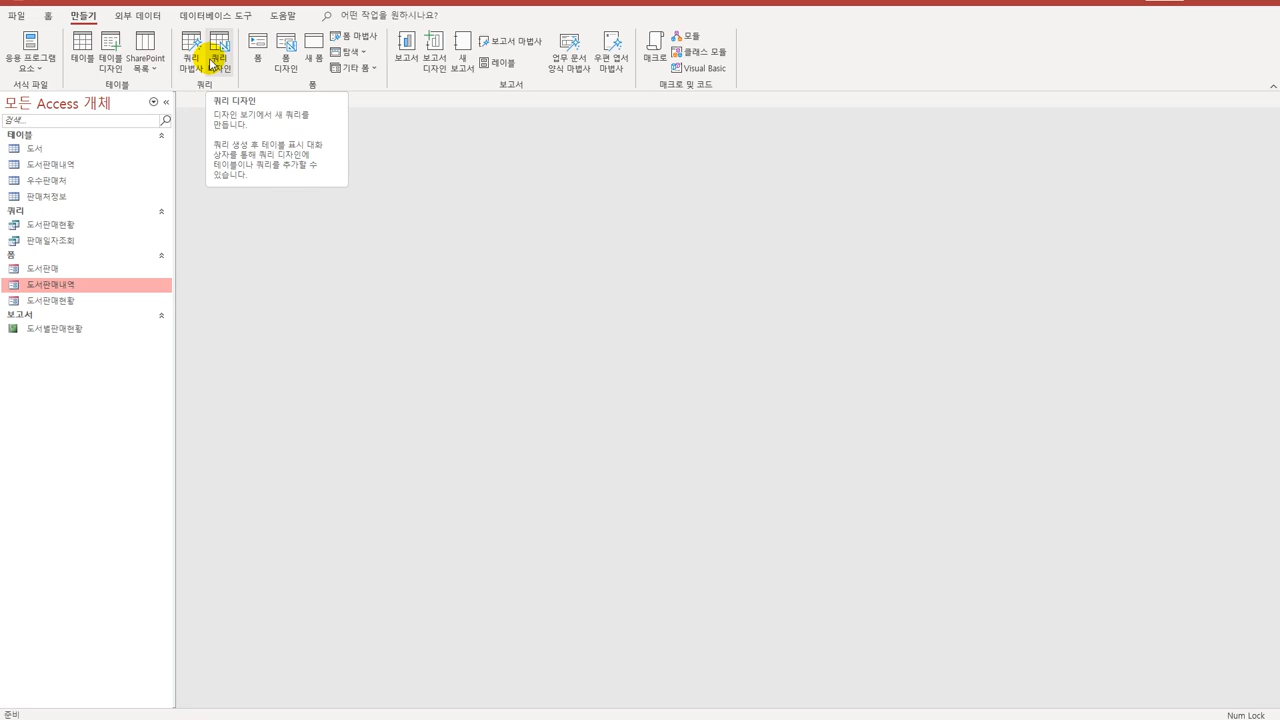 파일 홈 만들기 외부 데이터 데이터베이스 도구 도움말 어떤 작업을 원하시나요?
응용 프로그램
요소
서식 파일
테이블
테이블
디자인
SharePoint
목록
테이블
쿼리
마법사
쿼리
디자인
쿼리
폼
폼
디자인
새 폼
폼 마법사
탐색
기타 폼
폼
보고서
보고서
디자인
새
보고서
보고서 마법사
레이블
업무 문서
양식 마법사
우편 엽서
마법사
보고서
매크로
모듈
클래스 모듈
Visual Basic
매크로 및 코드
모든 Access 개체
검색...
테이블
도서
도서판매내역
우수판매처
판매처정보
쿼리
도서판매현황
판매일자조회
폼
도서판매
도서판매내역
도서판매현황
보고서
도서별판매현황
쿼리 디자인
디자인 보기에서 새 쿼리를
만듭니다.
쿼리 생성 후 테이블 표시 대화
상자를 통해 쿼리 디자인에
테이블이나 쿼리를 추가할 수
있습니다.
준비
Num Lock